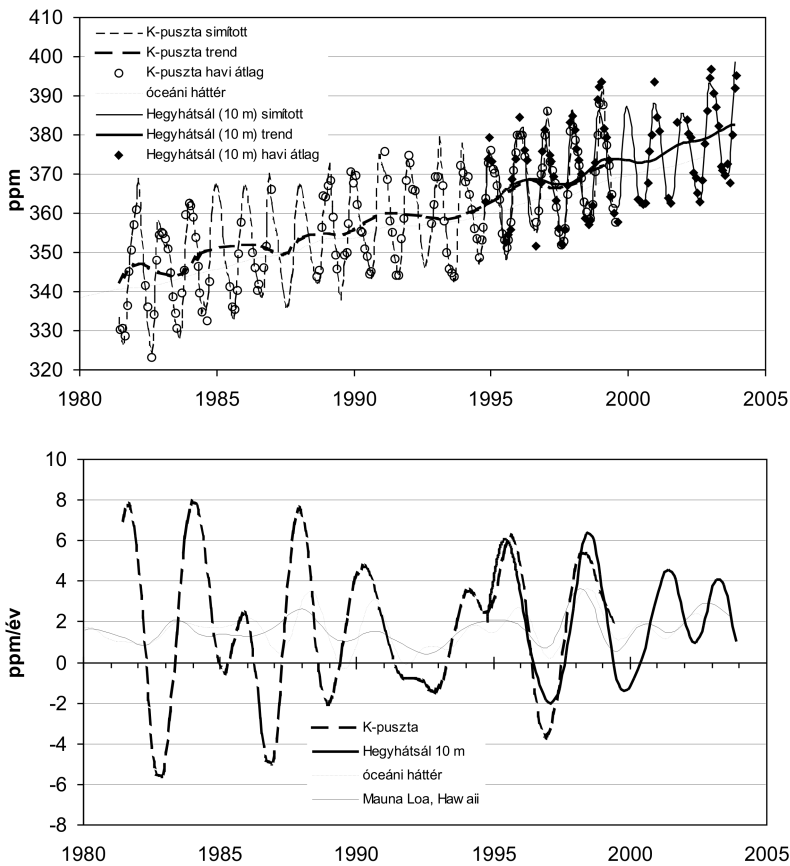 410
400
390
380
370
360
350
340
330
320
ppm
K-puszta simított
K-puszta trend
K-puszta havi átlag
óceáni háttér
Hegyhátsál (10 m) simított
Hegyhátsál (10 m) trend
Hegyhátsál (10 m) havi átlag
1980 1985 1990 1995 2000 2005
10
8
6
4
2
0
-2
-4
-6
-8
ppm/év
K-puszta
Hegyhátsál 10 m
óceáni háttér
Mauna Loa, Hawaii
1980 1985 1990 1995 2000 2005